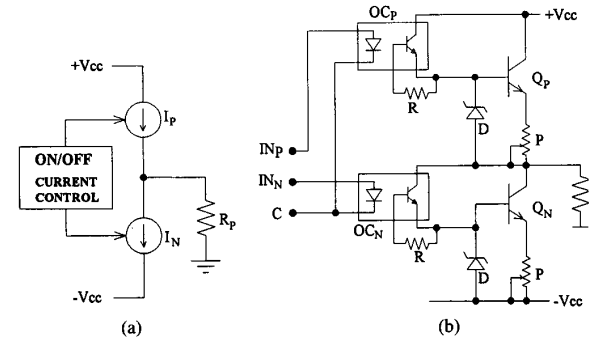 (a)
+Vcc
I_P
ON/OFF
CURRENT
CONTROL
R_P
I_N
-Vcc
(a)
OC_P
+Vcc
Q_P
R
D
P
IN_P
IN_N
C
OC_N
Q_N
R
D
P
-Vcc
(b)